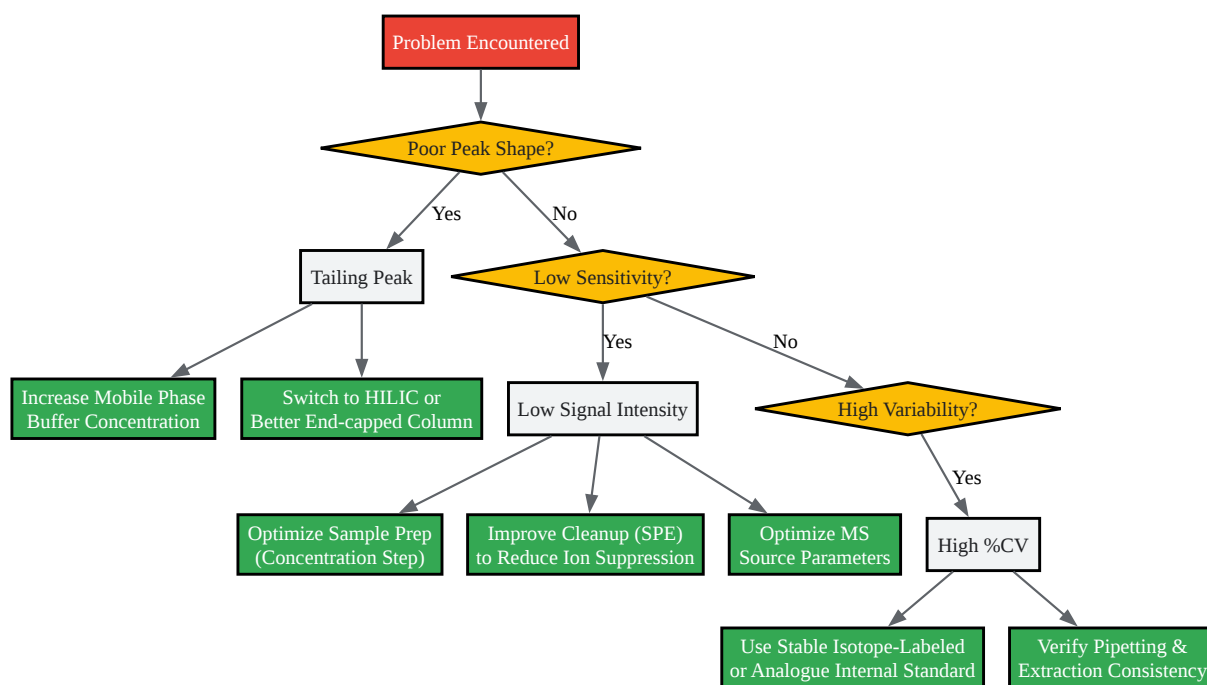 Problem Encountered
Poor Peak Shape?
Yes
No
Tailing Peak
Low Sensitivity?
Yes
No
Increase Mobile Phase
Buffer Concentration
Switch to HILIC or
Better End-capped Column
Low Signal Intensity
High Variability?
Yes
Optimize Sample Prep
(Concentration Step)
Improve Cleanup (SPE)
to Reduce Ion Suppression
Optimize MS
Source Parameters
High %CV
Use Stable Isotope-Labeled
or Analogue Internal Standard
Verify Pipetting &
Extraction Consistency